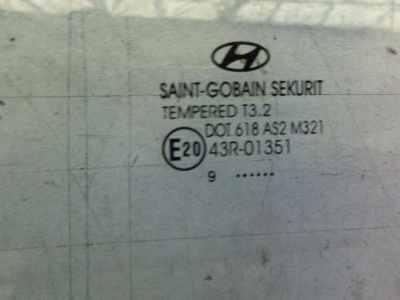 SAINT-GOBAIN SEKURIT
TEMPERED T3.2
DOT 618 AS2 M321
E20 43R-01351
9 ......